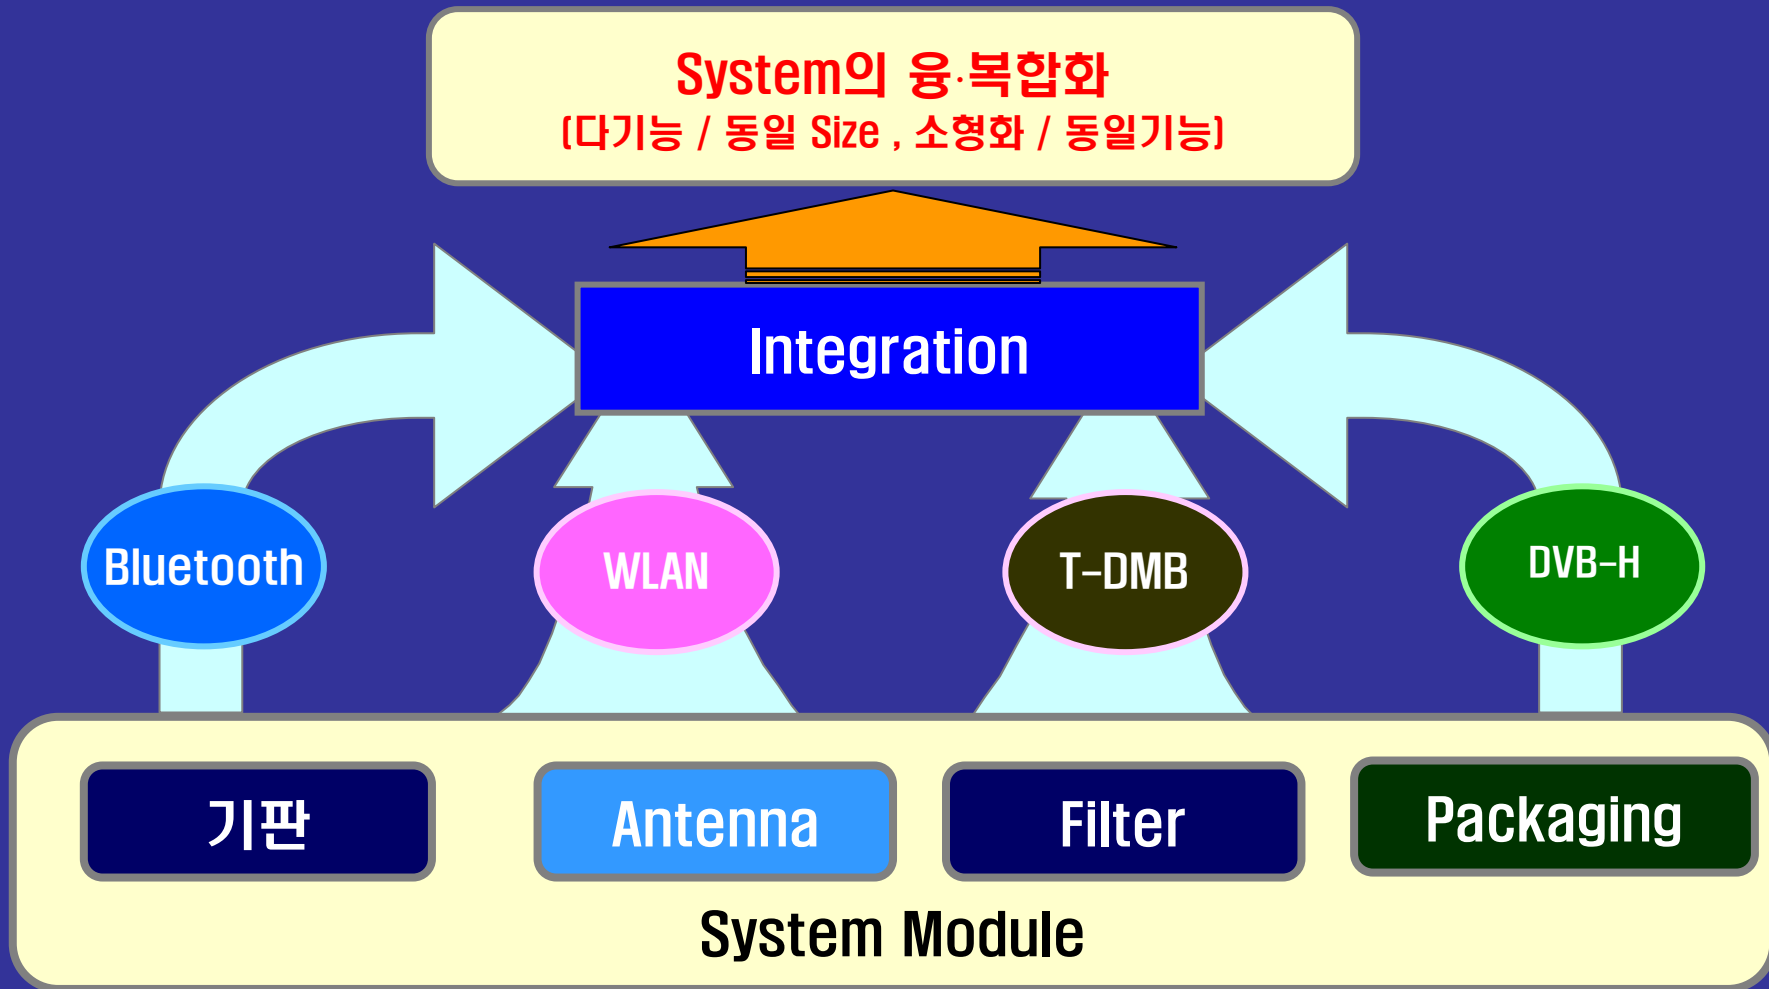 System의 융·복합화
(다기능 / 동일 Size , 소형화 / 동일기능)
Integration
Bluetooth
WLAN
T-DMB
DVB-H
기판
Antenna
Filter
Packaging
System Module